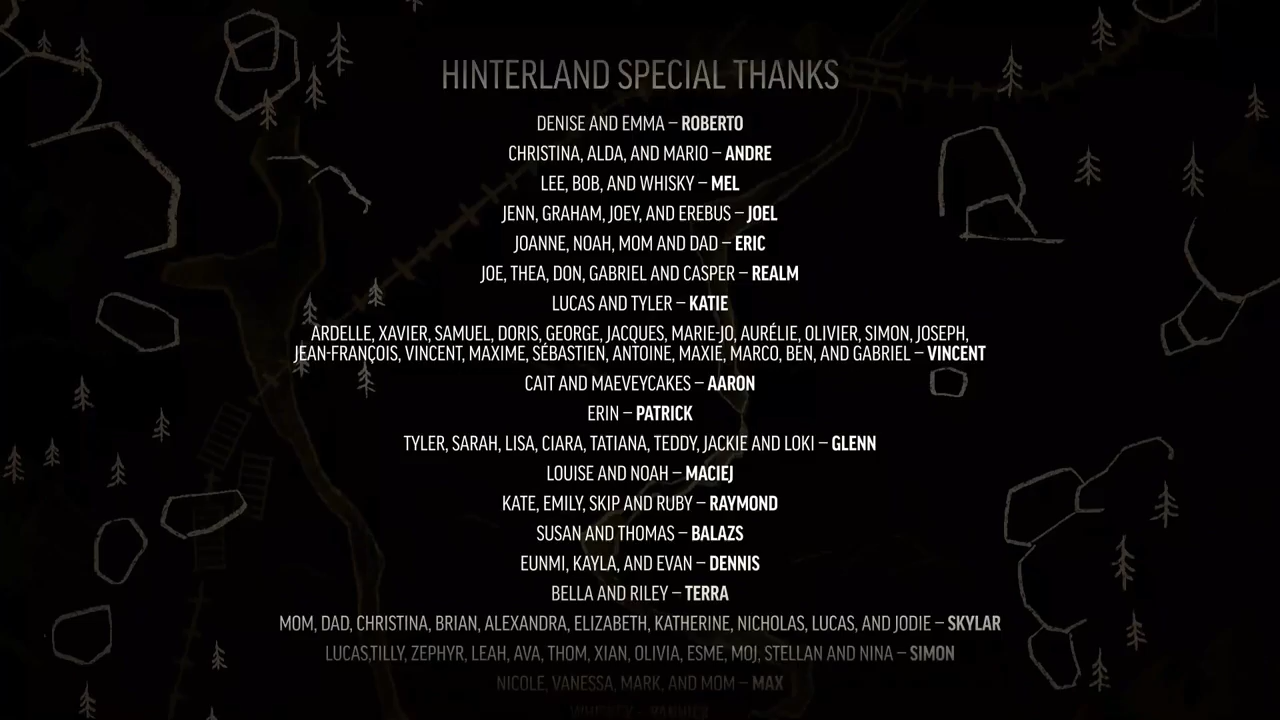 HINTERLAND SPECIAL THANKS
DENISE AND EMMA – ROBERTO
CHRISTINA, ALDA, AND MARIO – ANDRE
LEE, BOB, AND WHISKY – MEL
JENN, GRAHAM, JOEY, AND EREBUS – JOEL
JOANNE, NOAH, MOM AND DAD – ERIC
JOE, THEA, DON, GABRIEL AND CASPER – REALM
LUCAS AND TYLER – KATIE
ARDELLE, XAVIER, SAMUEL, DORIS, GEORGE, JACQUES, MARIE-JO, AURÉLIE, OLIVIER, SIMON, JOSEPH,
JEAN-FRANÇOIS, VINCENT, MAXIME, SÉBASTIEN, ANTOINE, MAXIE, MARCO, BEN, AND GABRIEL – VINCENT
CAIT AND MAEVEYCAKES – AARON
ERIN – PATRICK
TYLER, SARAH, LISA, CIARA, TATIANA, TEDDY, JACKIE AND LOKI – GLENN
LOUISE AND NOAH – MACIEJ
KATE, EMILY, SKIP AND RUBY – RAYMOND
SUSAN AND THOMAS – BALAZS
EUNMI, KAYLA, AND EVAN – DENNIS
BELLA AND RILEY – TERRA
MOM, DAD, CHRISTINA, BRIAN, ALEXANDRA, ELIZABETH, KATHERINE, NICHOLAS, LUCAS, AND JODIE – SKYLAR
LUCAS,TILLY, ZEPHYR, LEAH, AVA, THOM, XIAN, OLIVIA, ESME, MOJ, STELLAN AND NINA – SIMON
NICOLE, VANESSA, MARK, AND MOM – MAX